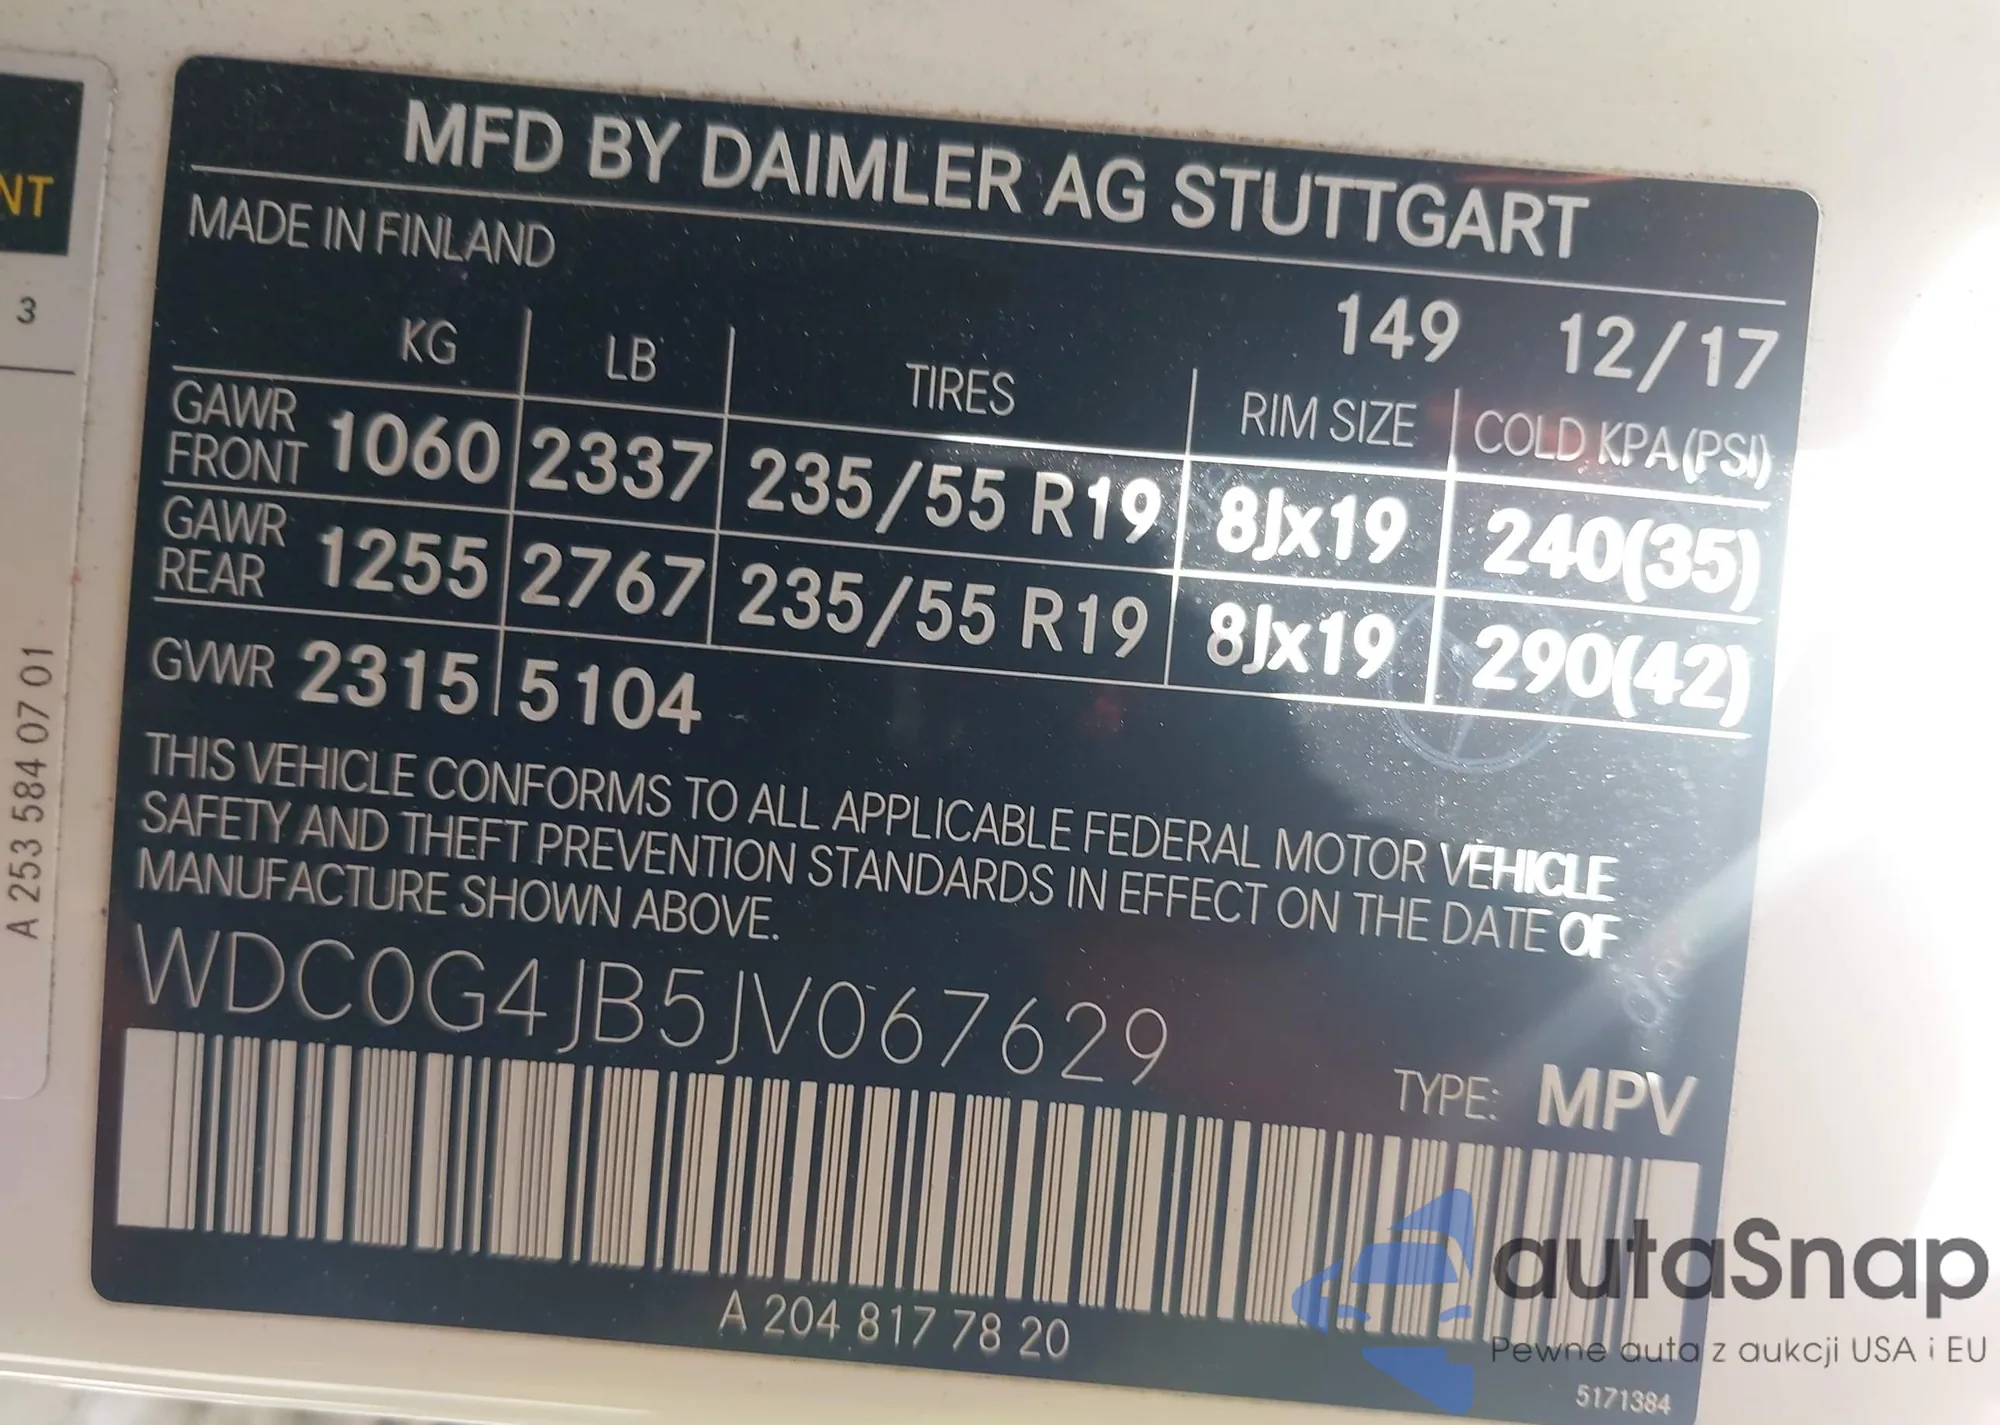 MFD BY DAIMLER AG STUTTGART
MADE IN FINLAND
149 12/17
KG LB TIRES RIM SIZE COLD KPA(PSI)
GAWR FRONT 1060 2337 235/55 R19 8Jx19 240(35)
GAWR REAR 1255 2767 235/55 R19 8Jx19 290(42)
GVWR 2315 5104
THIS VEHICLE CONFORMS TO ALL APPLICABLE FEDERAL MOTOR VEHICLE
SAFETY AND THEFT PREVENTION STANDARDS IN EFFECT ON THE DATE OF
MANUFACTURE SHOWN ABOVE.
WDC0G4JB5JV067629
TYPE: MPV
A 204 817 78 20
NT
3
A 253 584 07 01
autaSnap
Pewne auta z aukcji USA i EU
5171384